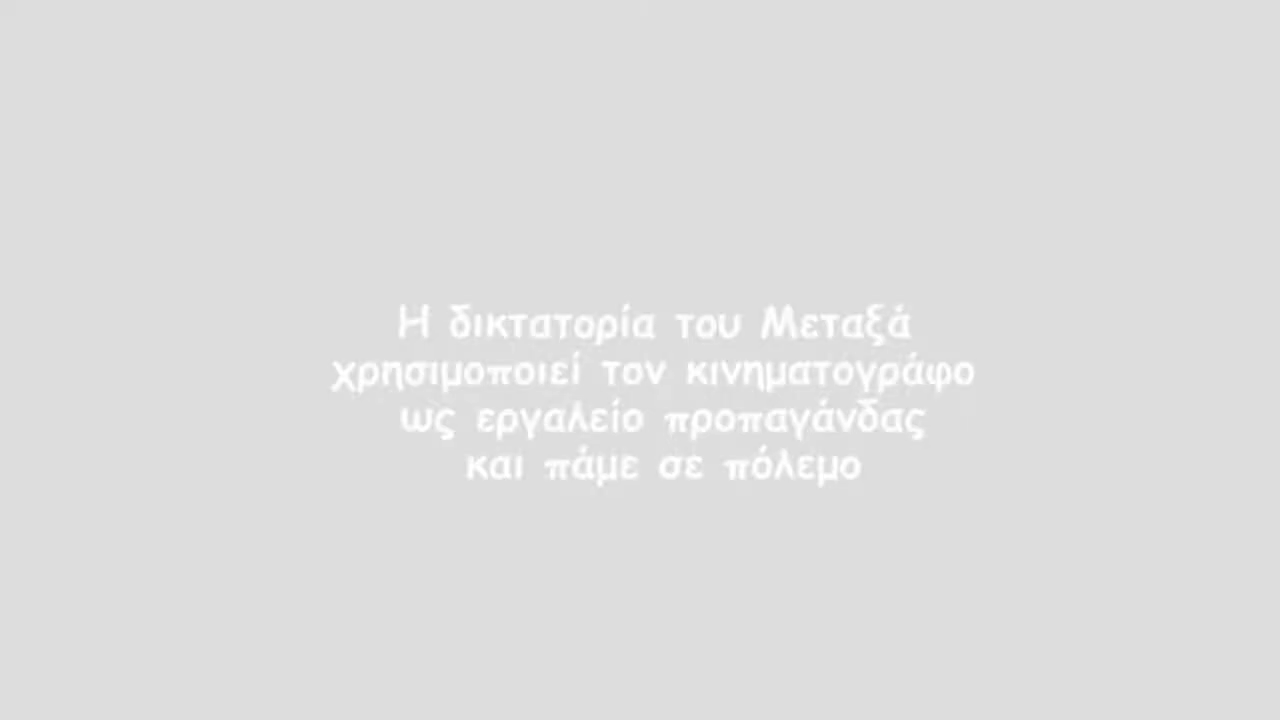 Η δικτατορία του Μεταξά
χρησιμοποιεί τον κινηματογράφο
ως εργαλείο προπαγάνδας
και πάμε σε πόλεμο